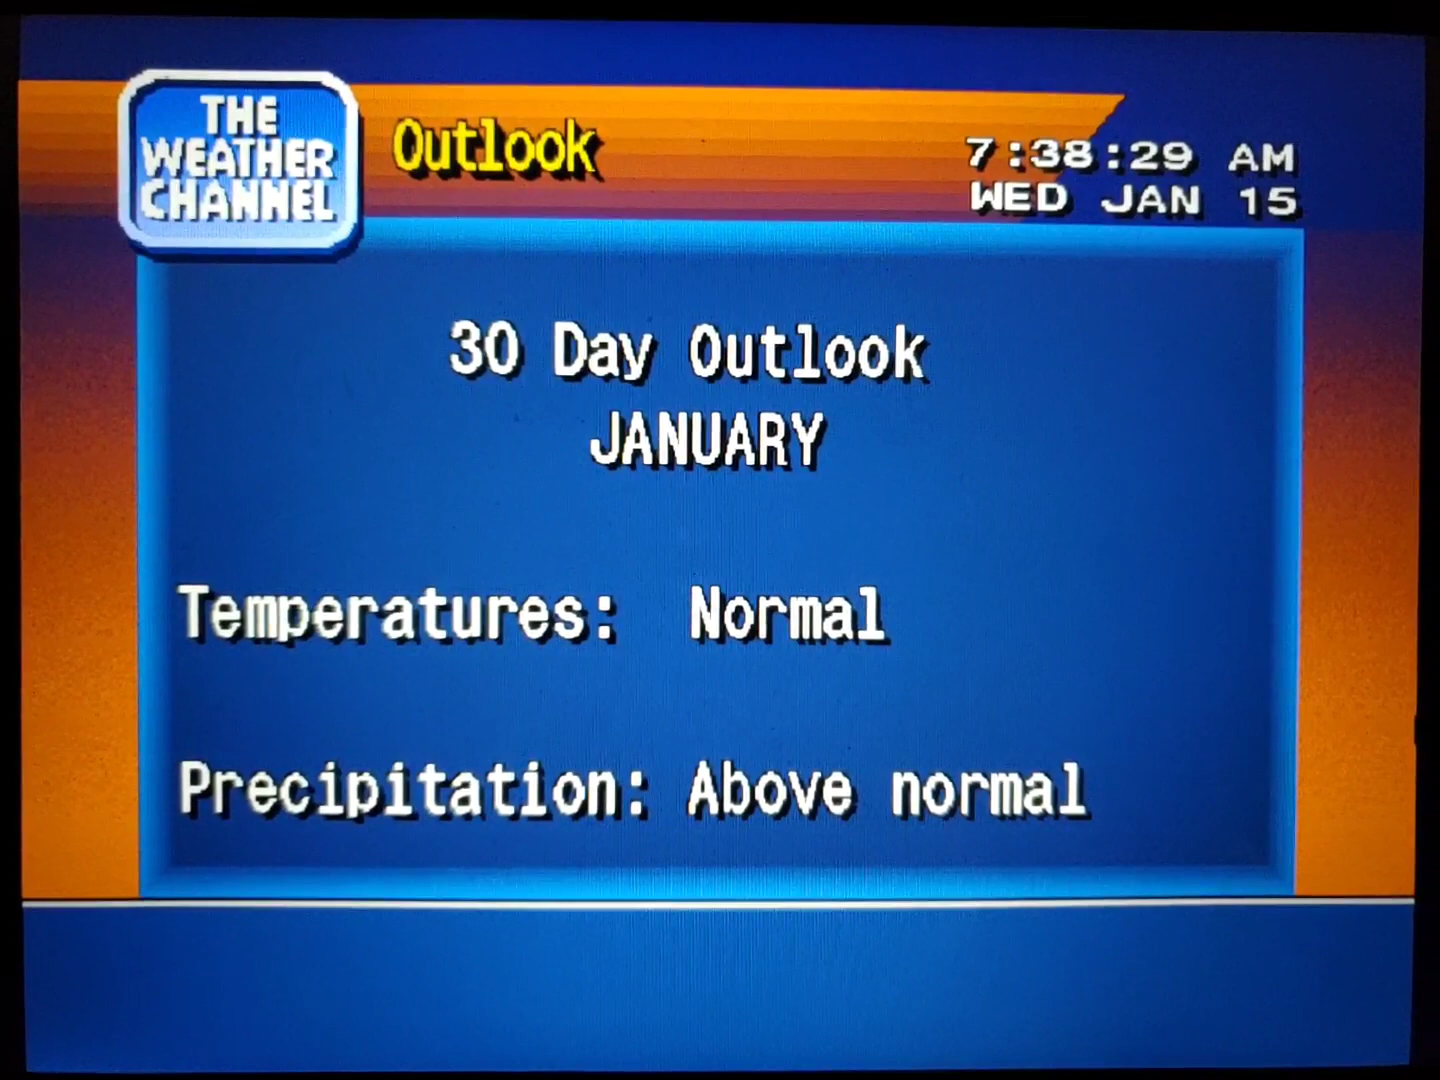 THE
WEATHER
CHANNEL
Outlook
7:38:29 AM
WED JAN 15
30 Day Outlook
JANUARY
Temperatures: Normal
Precipitation: Above normal